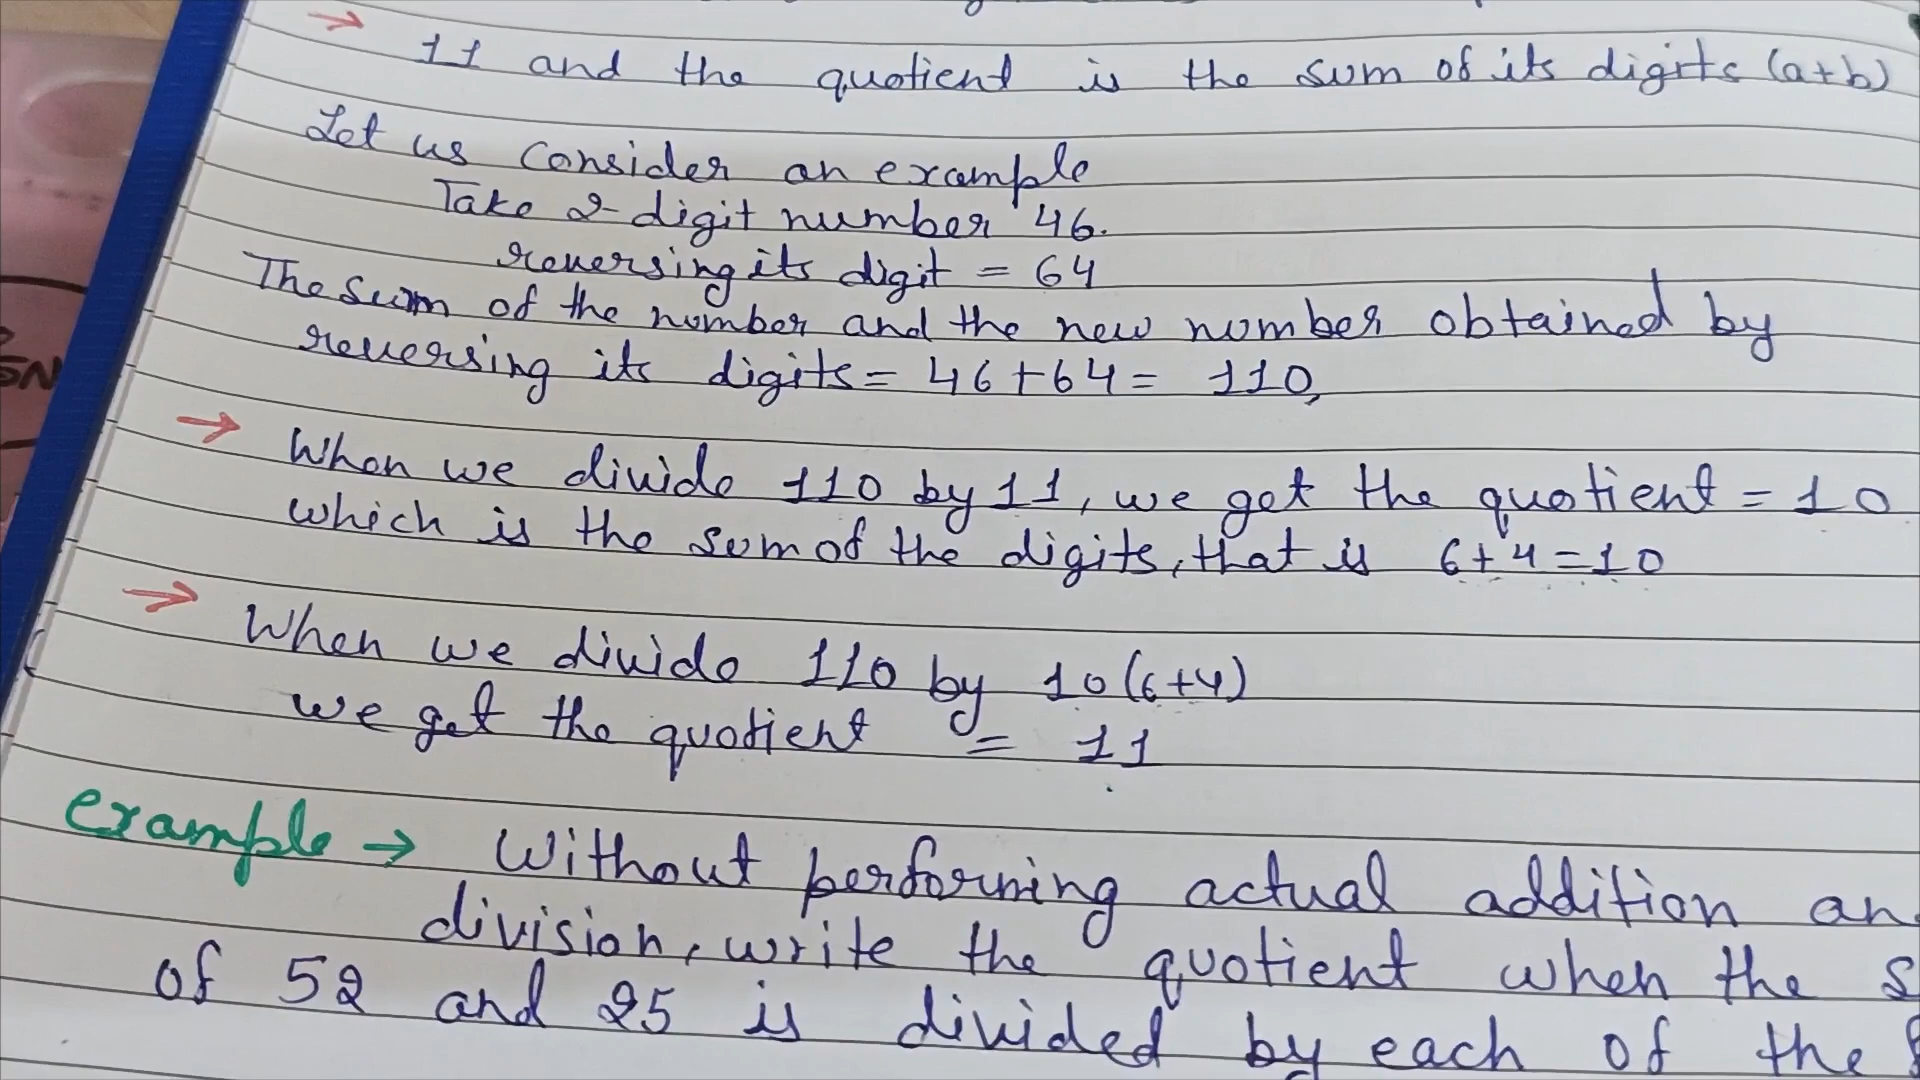 → 11 and the quotient is the sum of its digits (a+b)
Let us consider an example
Take 2-digit number 46.
reversing its digit = 64
The sum of the number and the new number obtained by
reversing its digits = 46+64 = 110,
→ When we divide 110 by 11, we get the quotient = 10
which is the sum of the digits, that is 6+4=10
→ When we divide 110 by 10 (6+4)
we get the quotient = 11
example → Without performing actual addition an
division, write the quotient when the s
of 52 and 25 is divided by each of the